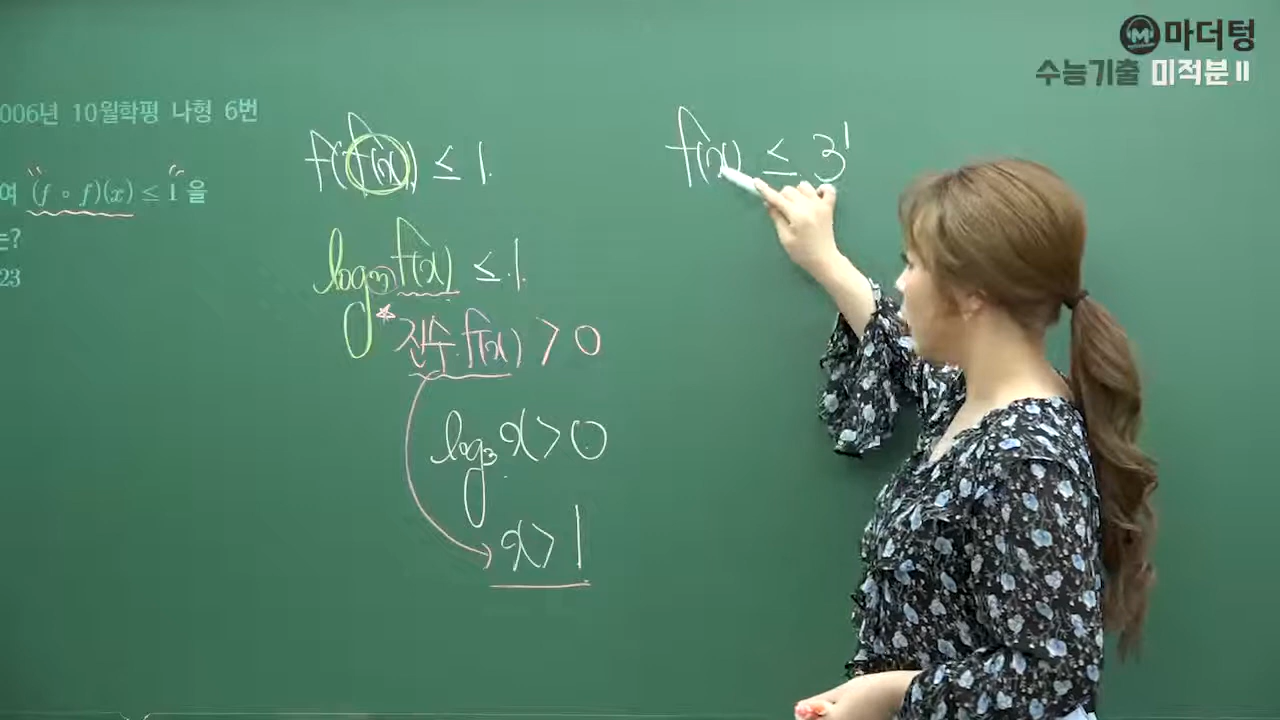 마더텅
수능기출 미적분 II
006년 10월학평 나형 6번
여 (f ∘ f)(x) ≤ 1 을
는?
23
f(f(x)) ≤ 1.
log₃ f(x) ≤ 1.
* 진수. f(x) > 0
log₃ x > 0
x > 1
f(x) ≤ 3¹